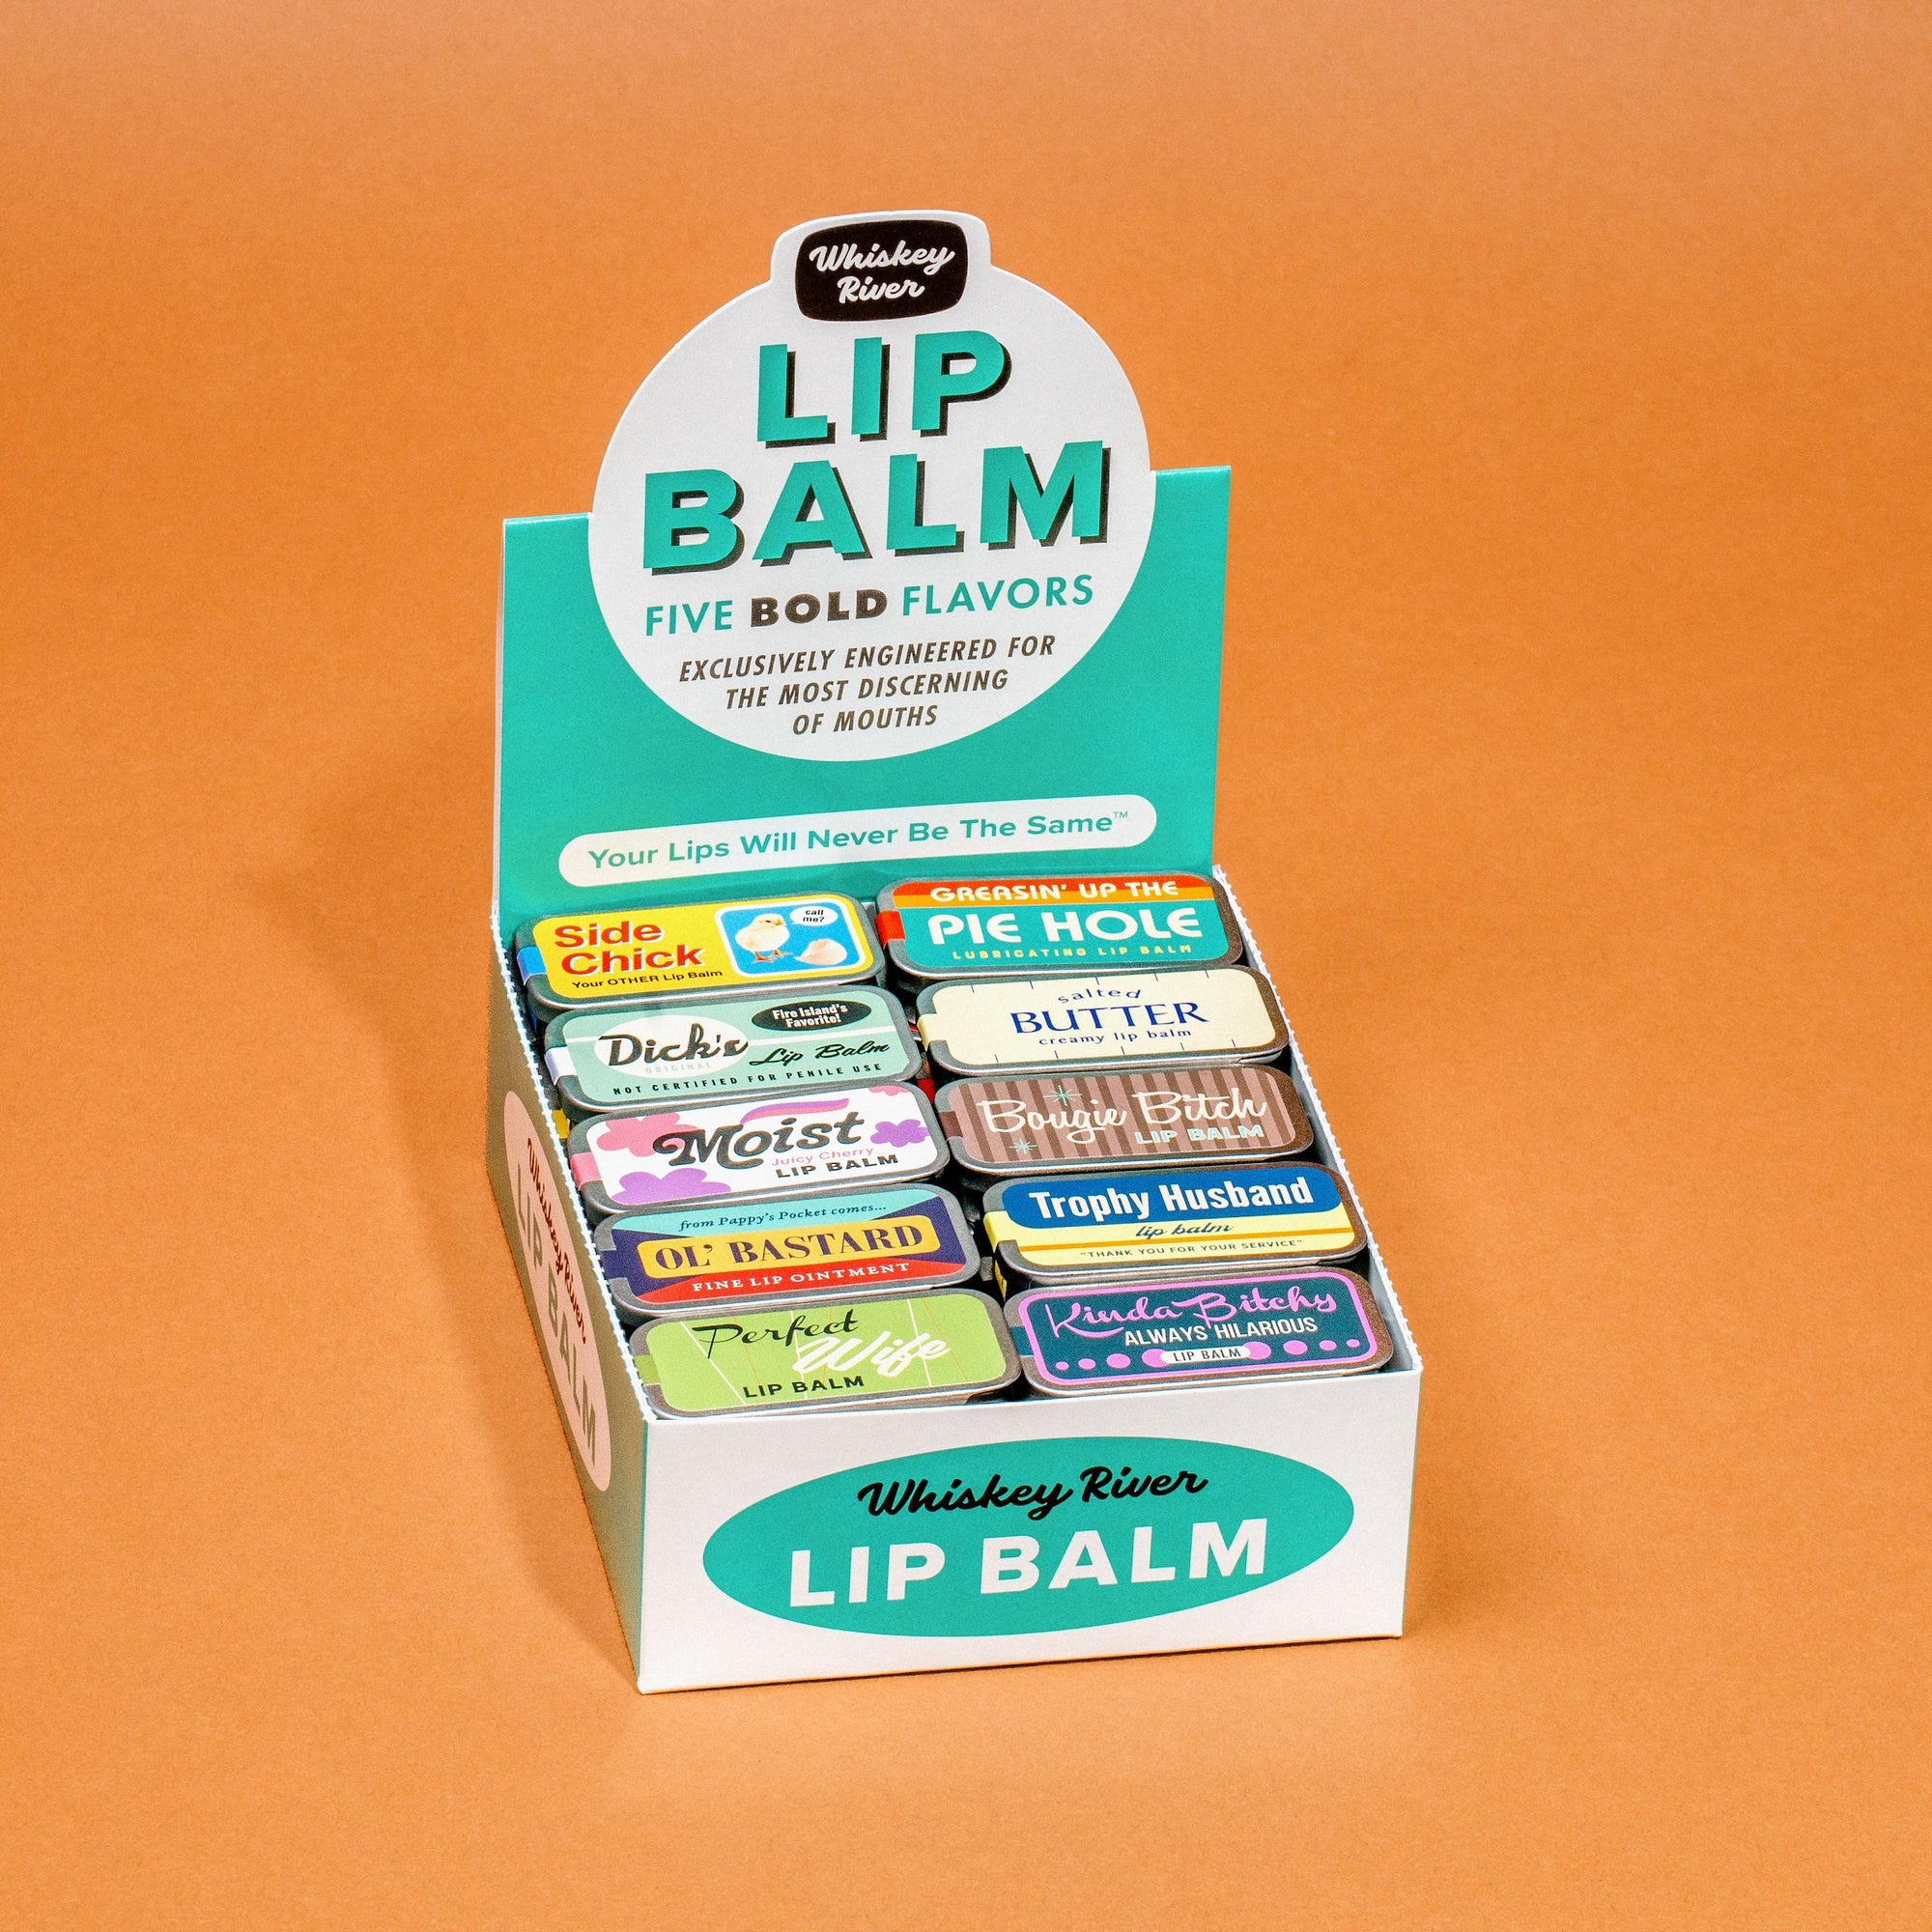 Whiskey
River
LIP
BALM
FIVE BOLD FLAVORS
EXCLUSIVELY ENGINEERED FOR
THE MOST DISCERNING
OF MOUTHS
Your Lips Will Never Be The Same™
Side
Chick
Your OTHER Lip Balm
call
me?
GREASIN' UP THE
PIE HOLE
LUBRICATING LIP BALM
Dick's
ORIGINAL
Fire Island's
Favorite!
Lip Balm
NOT CERTIFIED FOR PENILE USE
salted
BUTTER
creamy lip balm
Moist
Juicy Cherry
LIP BALM
Bougie Bitch
LIP BALM
from Pappy's Pocket comes...
OL' BASTARD
FINE LIP OINTMENT
Trophy Husband
lip balm
"THANK YOU FOR YOUR SERVICE"
Perfect
Wife
LIP BALM
Kinda Bitchy
ALWAYS HILARIOUS
LIP BALM
Whiskey River
LIP BALM
Whiskey River
LIP BALM